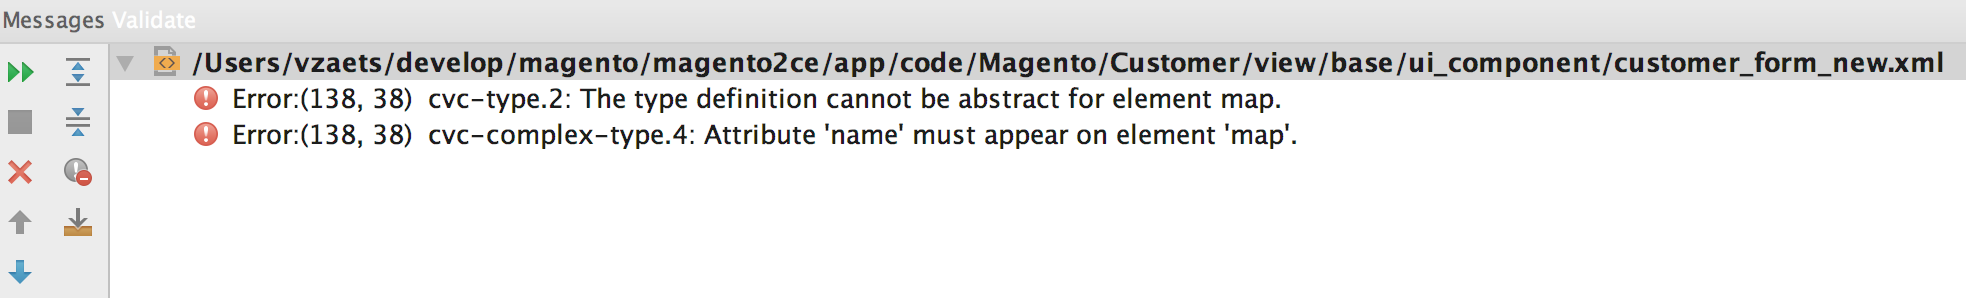 Messages Validate
/Users/vzaets/develop/magento/magento2ce/app/code/Magento/Customer/view/base/ui_component/customer_form_new.xml
Error:(138, 38) cvc-type.2: The type definition cannot be abstract for element map.
Error:(138, 38) cvc-complex-type.4: Attribute 'name' must appear on element 'map'.